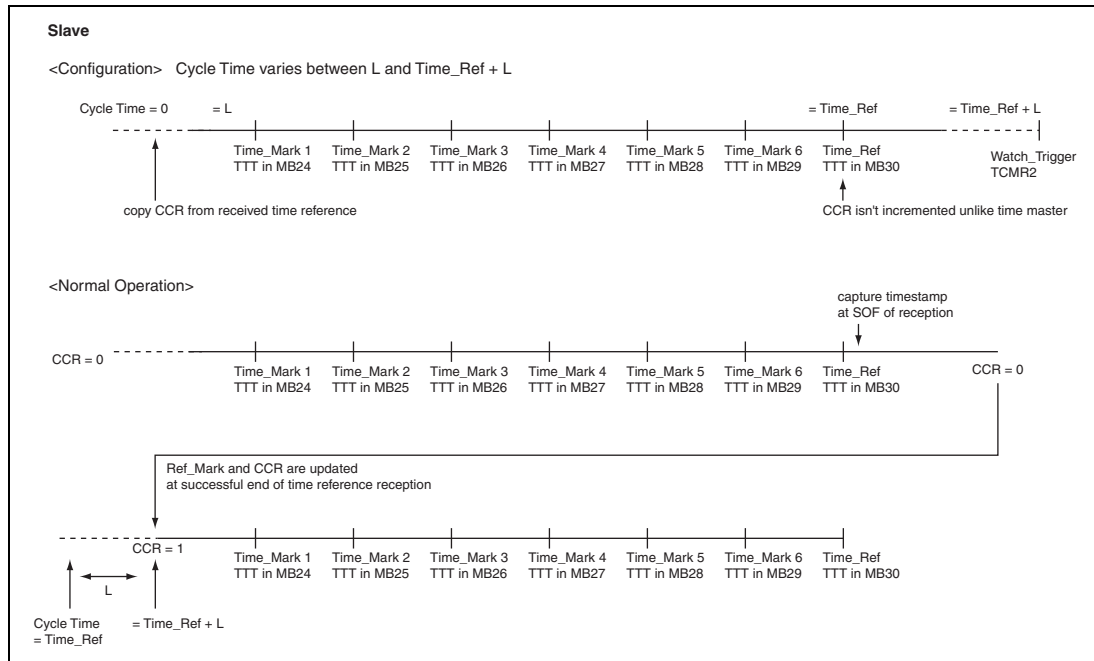 Slave
<Configuration> Cycle Time varies between L and Time_Ref + L
Cycle Time = 0 = L = Time_Ref = Time_Ref + L
Time_Mark 1 Time_Mark 2 Time_Mark 3 Time_Mark 4 Time_Mark 5 Time_Mark 6 Time_Ref
TTT in MB24 TTT in MB25 TTT in MB26 TTT in MB27 TTT in MB28 TTT in MB29 TTT in MB30
Watch_Trigger
TCMR2
copy CCR from received time reference
CCR isn't incremented unlike time master
<Normal Operation>
capture timestamp
at SOF of reception
CCR = 0
Time_Mark 1 Time_Mark 2 Time_Mark 3 Time_Mark 4 Time_Mark 5 Time_Mark 6 Time_Ref
TTT in MB24 TTT in MB25 TTT in MB26 TTT in MB27 TTT in MB28 TTT in MB29 TTT in MB30
CCR = 0
Ref_Mark and CCR are updated
at successful end of time reference reception
CCR = 1
Time_Mark 1 Time_Mark 2 Time_Mark 3 Time_Mark 4 Time_Mark 5 Time_Mark 6 Time_Ref
TTT in MB24 TTT in MB25 TTT in MB26 TTT in MB27 TTT in MB28 TTT in MB29 TTT in MB30
L
Cycle Time
= Time_Ref
= Time_Ref + L